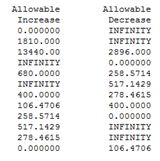 Allowable Allowable
Increase Decrease
0.000000 INFINITY
1810.000 INFINITY
13440.00 2896.000
INFINITY 0.000000
680.0000 258.5714
INFINITY 517.1429
400.0000 278.4615
106.4706 400.0000
258.5714 0.000000
517.1429 INFINITY
278.4615 INFINITY
0.000000 106.4706